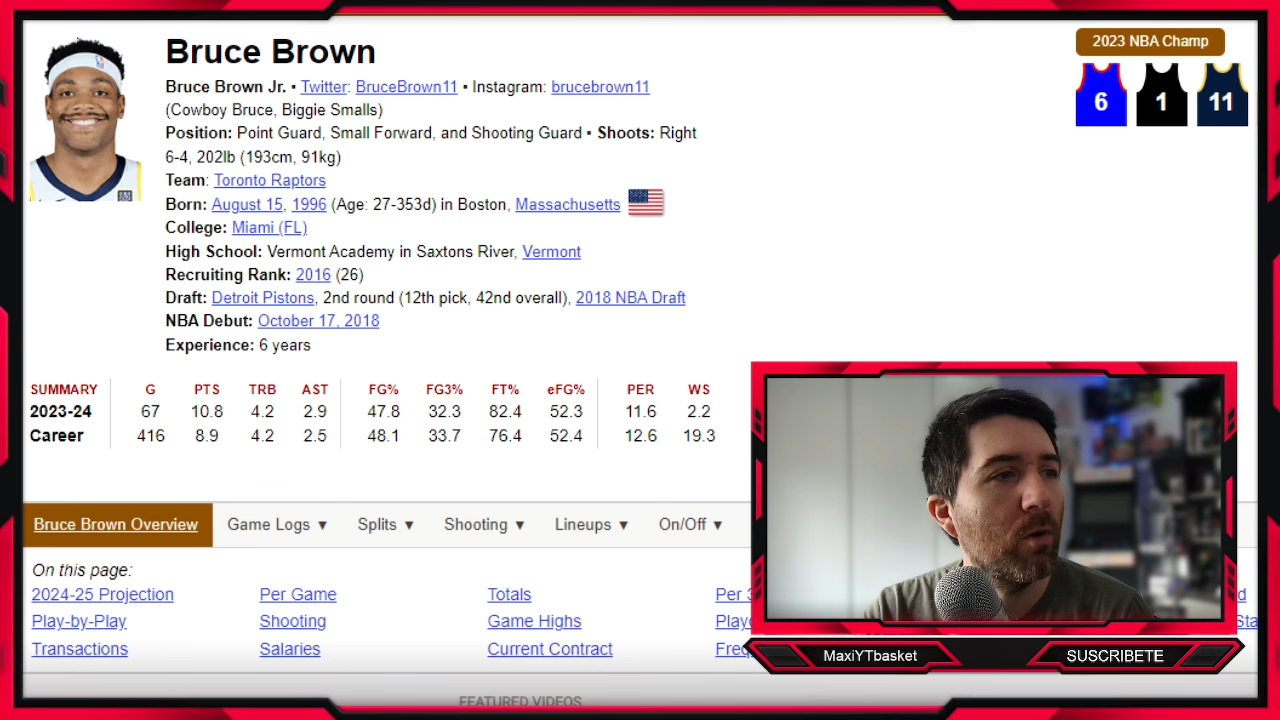 Bruce Brown
2023 NBA Champ
6 1 11
Bruce Brown Jr. • Twitter: BruceBrown11 • Instagram: brucebrown11
(Cowboy Bruce, Biggie Smalls)
Position: Point Guard, Small Forward, and Shooting Guard • Shoots: Right
6-4, 202lb (193cm, 91kg)
Team: Toronto Raptors
Born: August 15, 1996 (Age: 27-353d) in Boston, Massachusetts
College: Miami (FL)
High School: Vermont Academy in Saxtons River, Vermont
Recruiting Rank: 2016 (26)
Draft: Detroit Pistons, 2nd round (12th pick, 42nd overall), 2018 NBA Draft
NBA Debut: October 17, 2018
Experience: 6 years
SUMMARY G PTS TRB AST FG% FG3% FT% eFG% PER WS
2023-24 67 10.8 4.2 2.9 47.8 32.3 82.4 52.3 11.6 2.2
Career 416 8.9 4.2 2.5 48.1 33.7 76.4 52.4 12.6 19.3
Bruce Brown Overview Game Logs ▼ Splits ▼ Shooting ▼ Lineups ▼ On/Off ▼
On this page:
2024-25 Projection Per Game Totals Per 3
Play-by-Play Shooting Game Highs Play
Transactions Salaries Current Contract Freq
MaxiYTbasket SUSCRIBETE
FEATURED VIDEOS